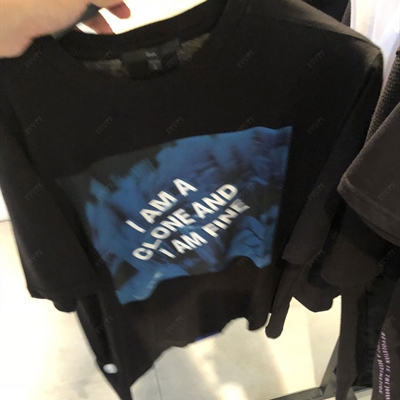 I AM A
CLONE AND
I AM FINE